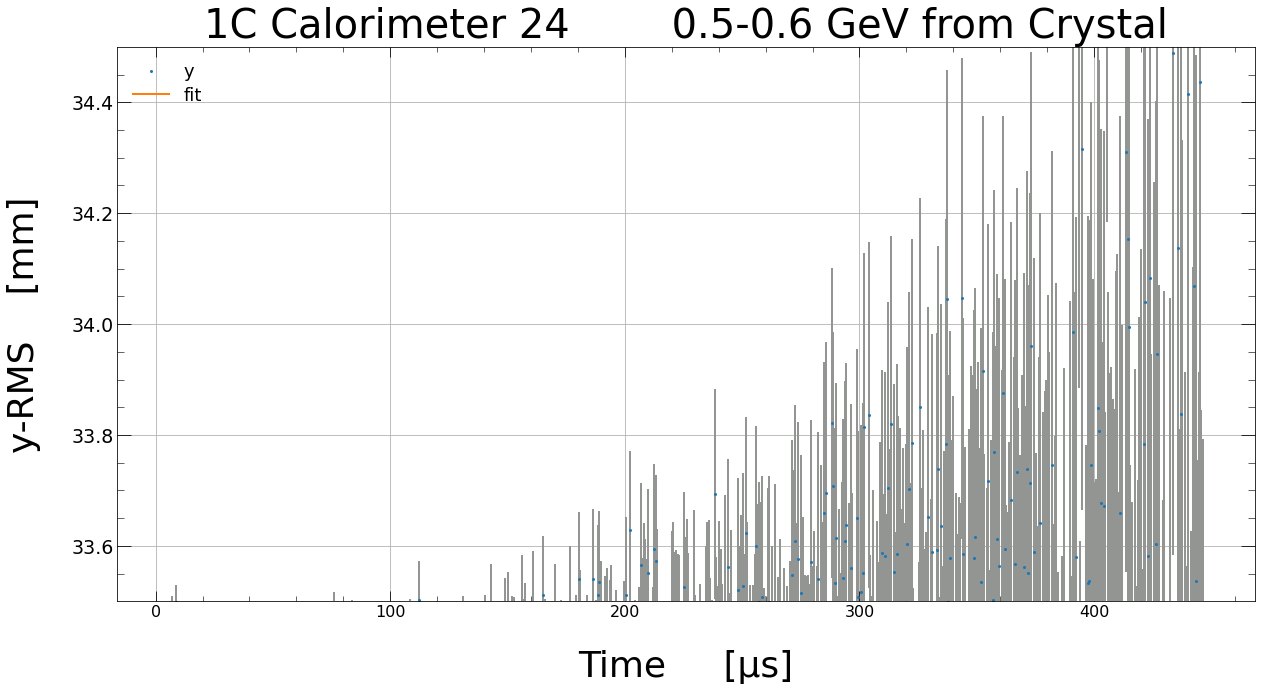 1C Calorimeter 24 0.5-0.6 GeV from Crystal
y
fit
34.4
34.2
34.0
33.8
33.6
y-RMS [mm]
0 100 200 300 400
Time [μs]